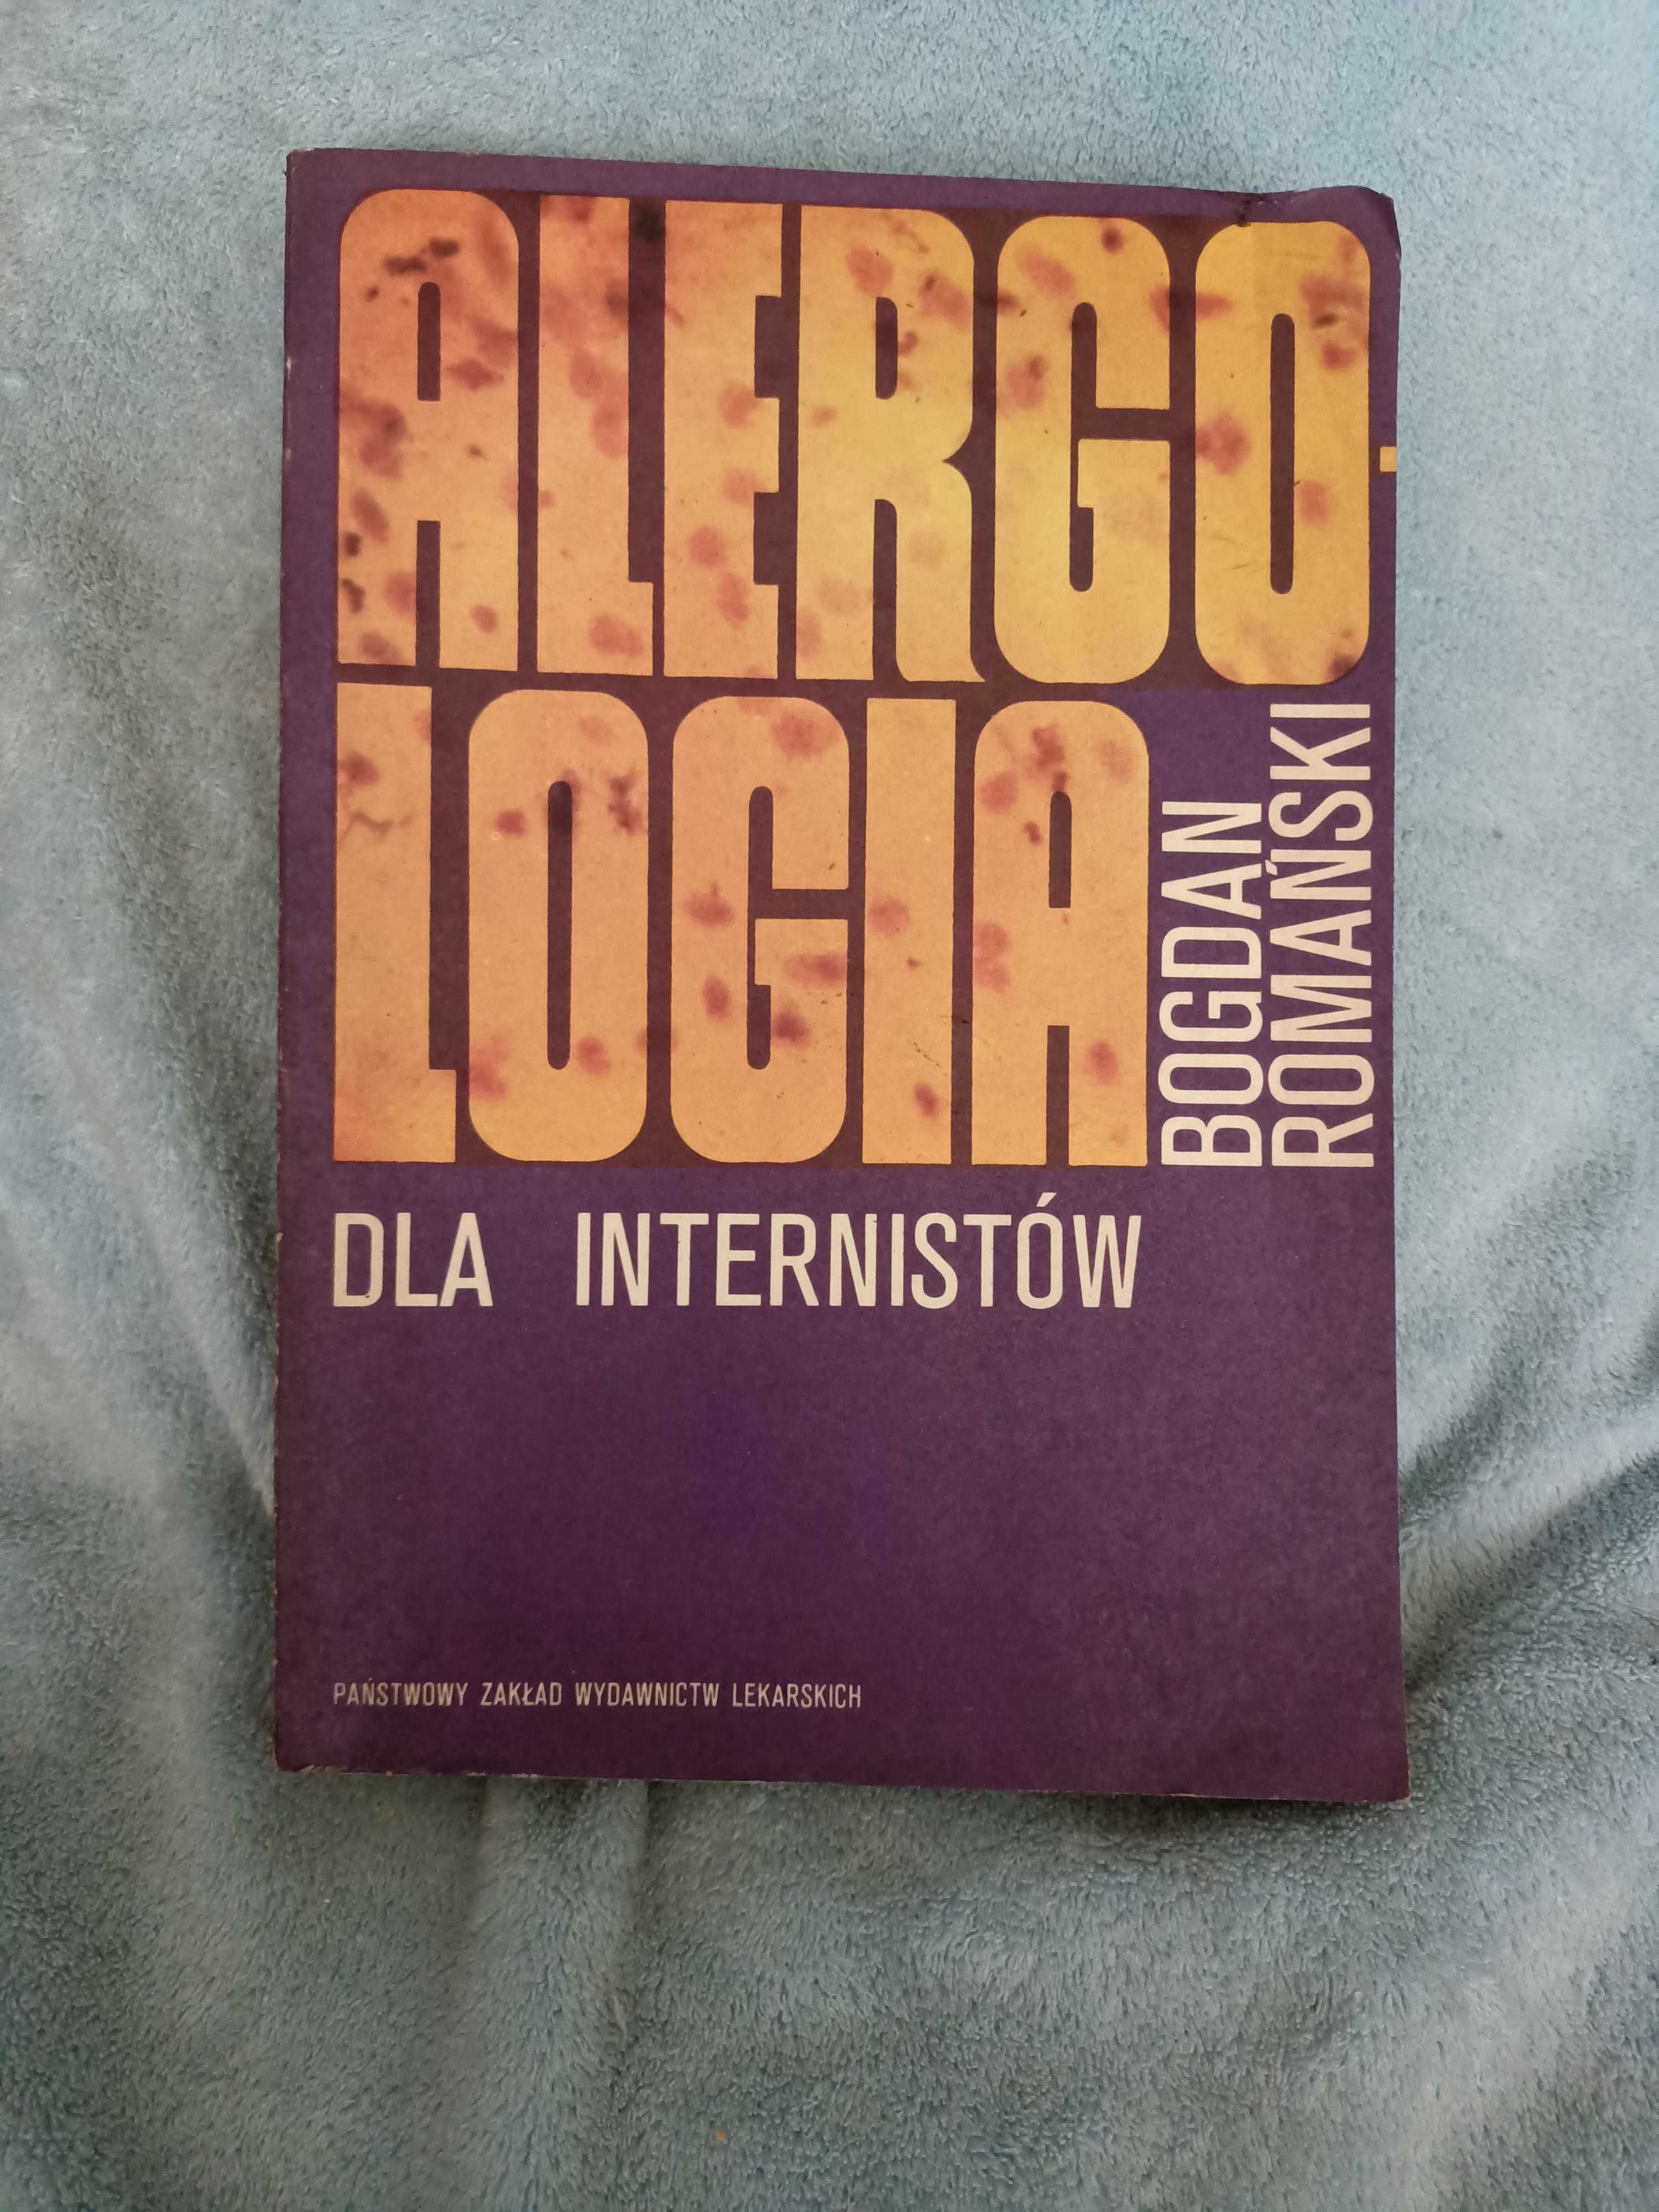 ALERGO-
LOGIA
BOGDAN
ROMAŃSKI
DLA INTERNISTÓW
PAŃSTWOWY ZAKŁAD WYDAWNICTW LEKARSKICH